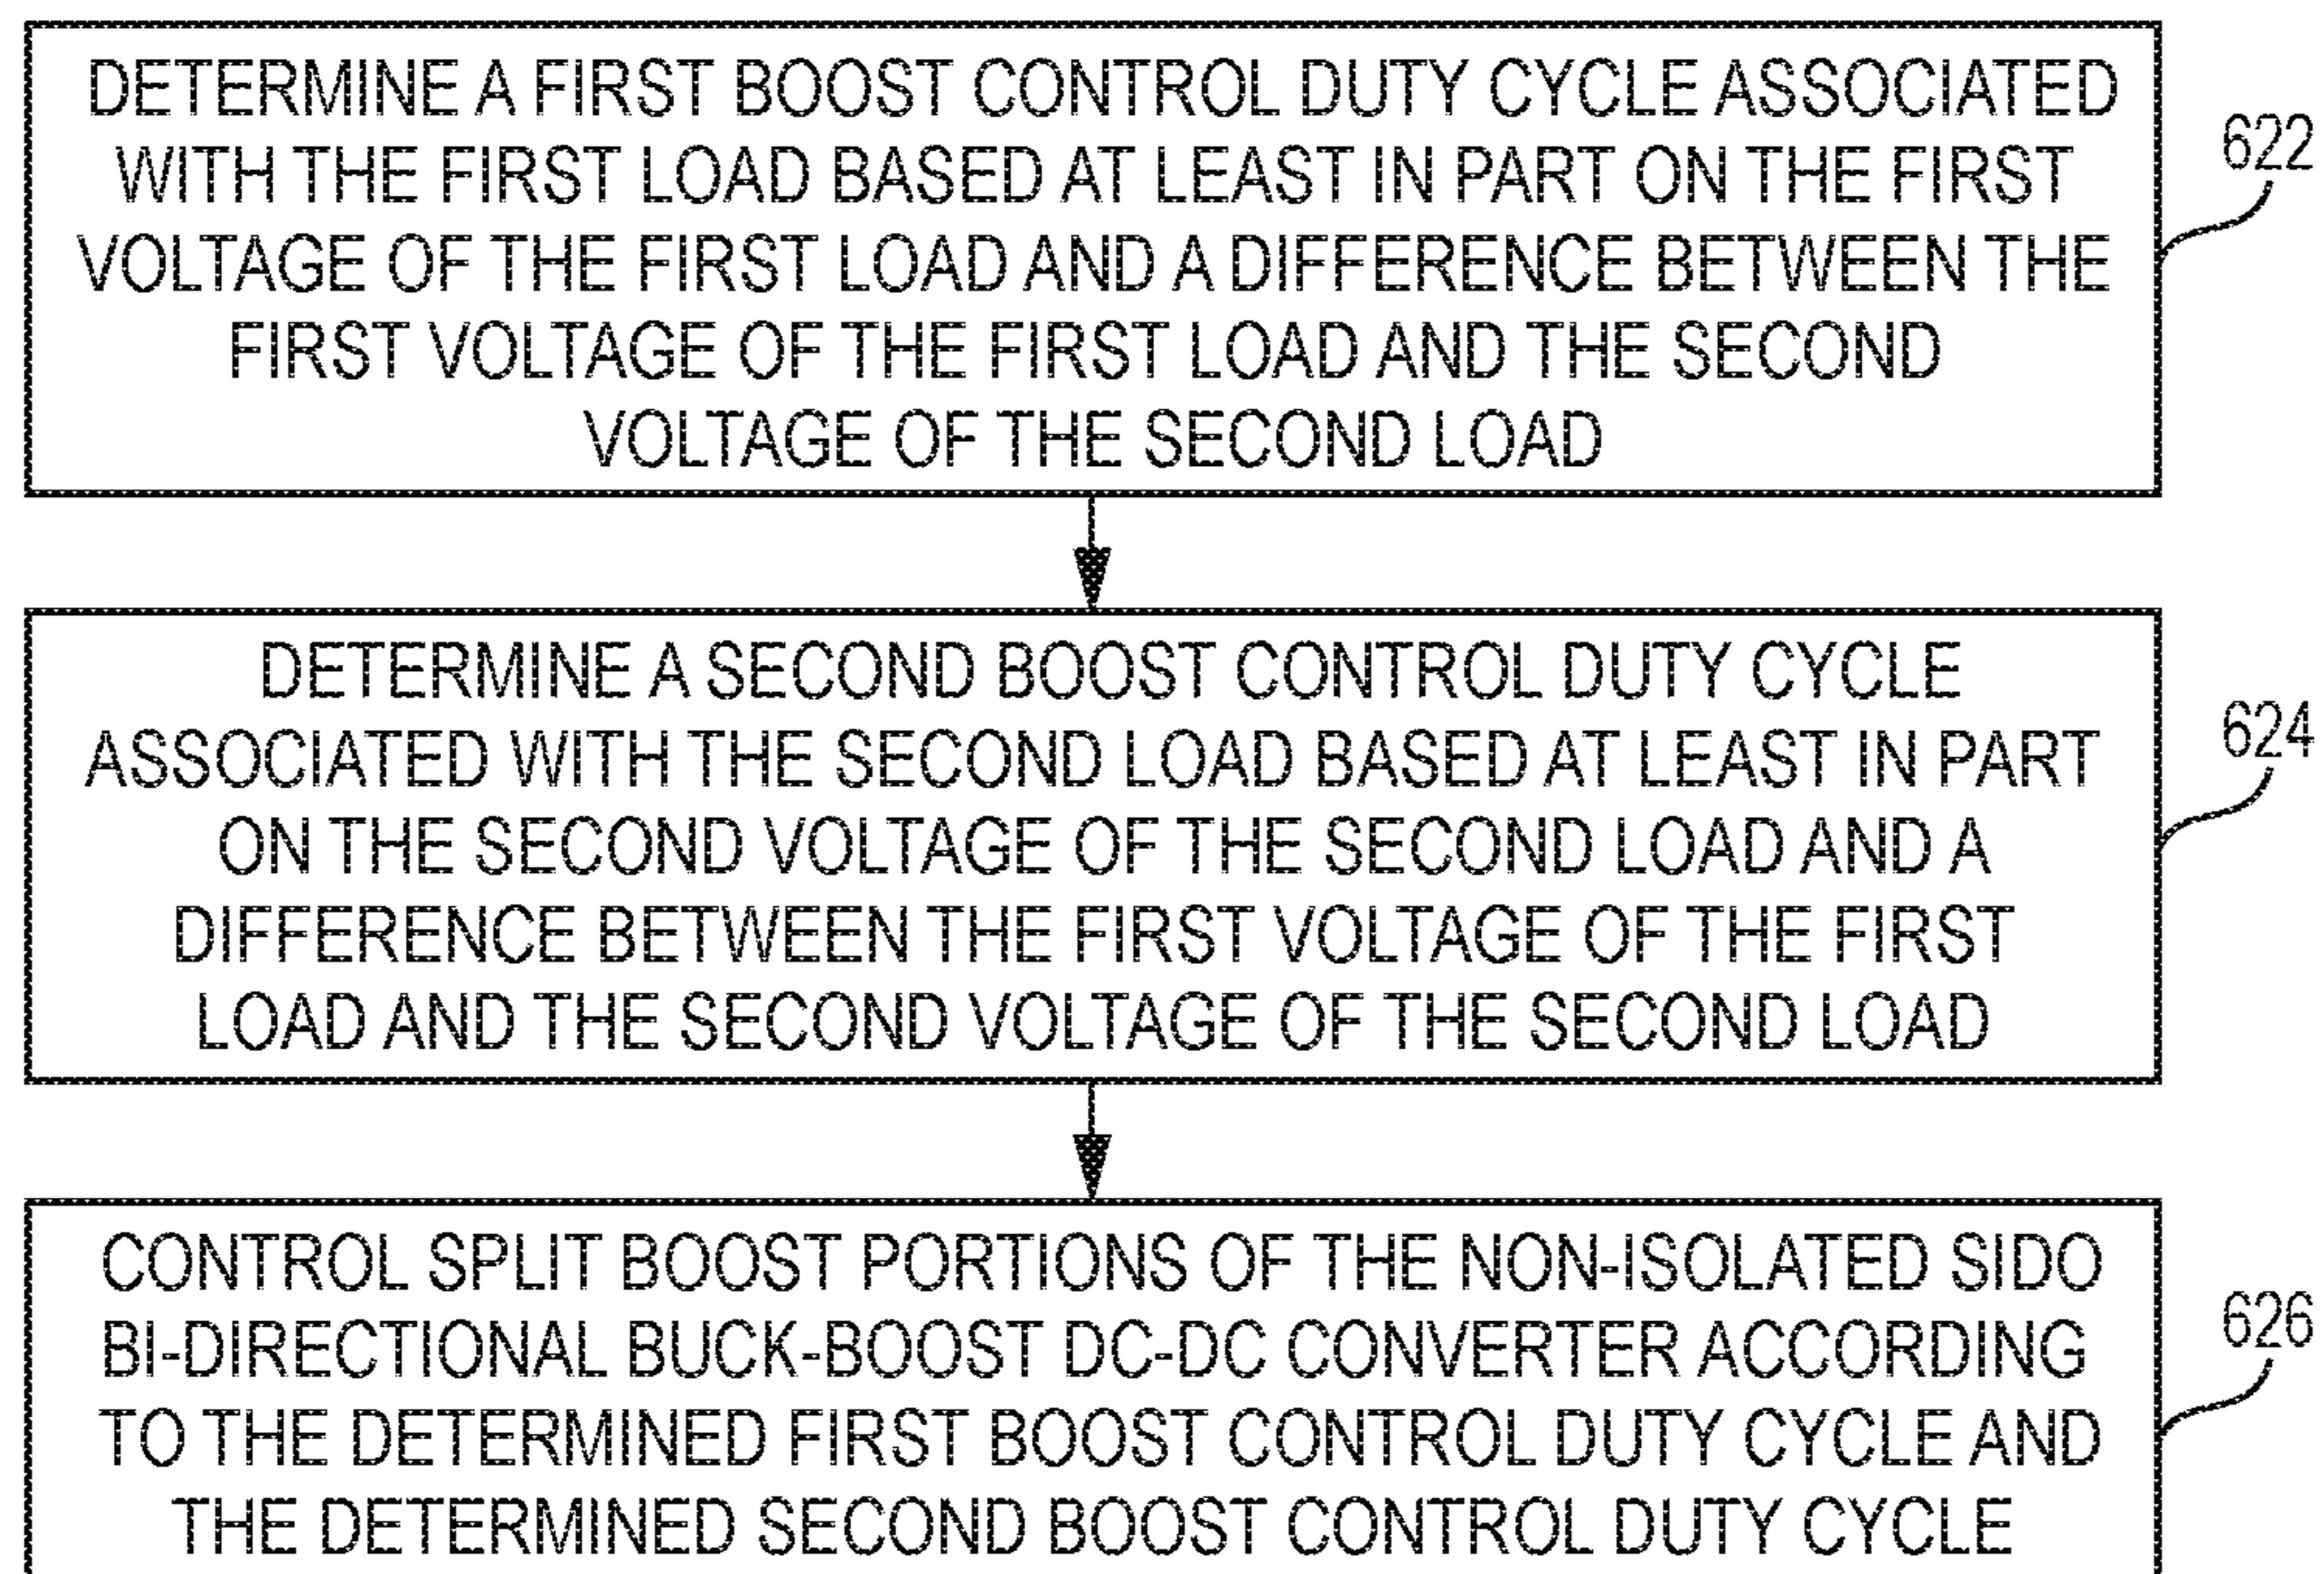 DETERMINE A FIRST BOOST CONTROL DUTY CYCLE ASSOCIATED
WITH THE FIRST LOAD BASED AT LEAST IN PART ON THE FIRST
VOLTAGE OF THE FIRST LOAD AND A DIFFERENCE BETWEEN THE
FIRST VOLTAGE OF THE FIRST LOAD AND THE SECOND
VOLTAGE OF THE SECOND LOAD
622
DETERMINE A SECOND BOOST CONTROL DUTY CYCLE
ASSOCIATED WITH THE SECOND LOAD BASED AT LEAST IN PART
ON THE SECOND VOLTAGE OF THE SECOND LOAD AND A
DIFFERENCE BETWEEN THE FIRST VOLTAGE OF THE FIRST
LOAD AND THE SECOND VOLTAGE OF THE SECOND LOAD
624
CONTROL SPLIT BOOST PORTIONS OF THE NON-ISOLATED SIDO
BI-DIRECTIONAL BUCK-BOOST DC-DC CONVERTER ACCORDING
TO THE DETERMINED FIRST BOOST CONTROL DUTY CYCLE AND
THE DETERMINED SECOND BOOST CONTROL DUTY CYCLE
626